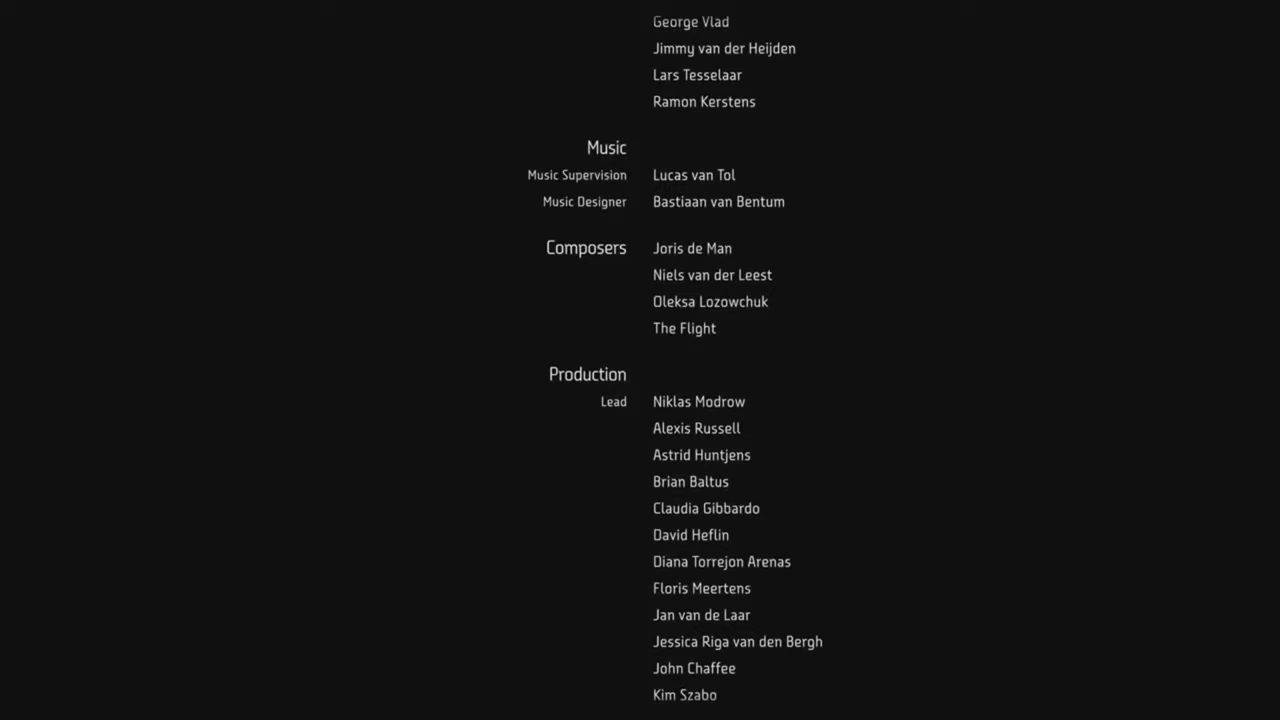 George Vlad
Jimmy van der Heijden
Lars Tesselaar
Ramon Kerstens
Music
Music Supervision Lucas van Tol
Music Designer Bastiaan van Bentum
Composers Joris de Man
Niels van der Leest
Oleksa Lozowchuk
The Flight
Production
Lead Niklas Modrow
Alexis Russell
Astrid Huntjens
Brian Baltus
Claudia Gibbardo
David Heflin
Diana Torrejon Arenas
Floris Meertens
Jan van de Laar
Jessica Riga van den Bergh
John Chaffee
Kim Szabo